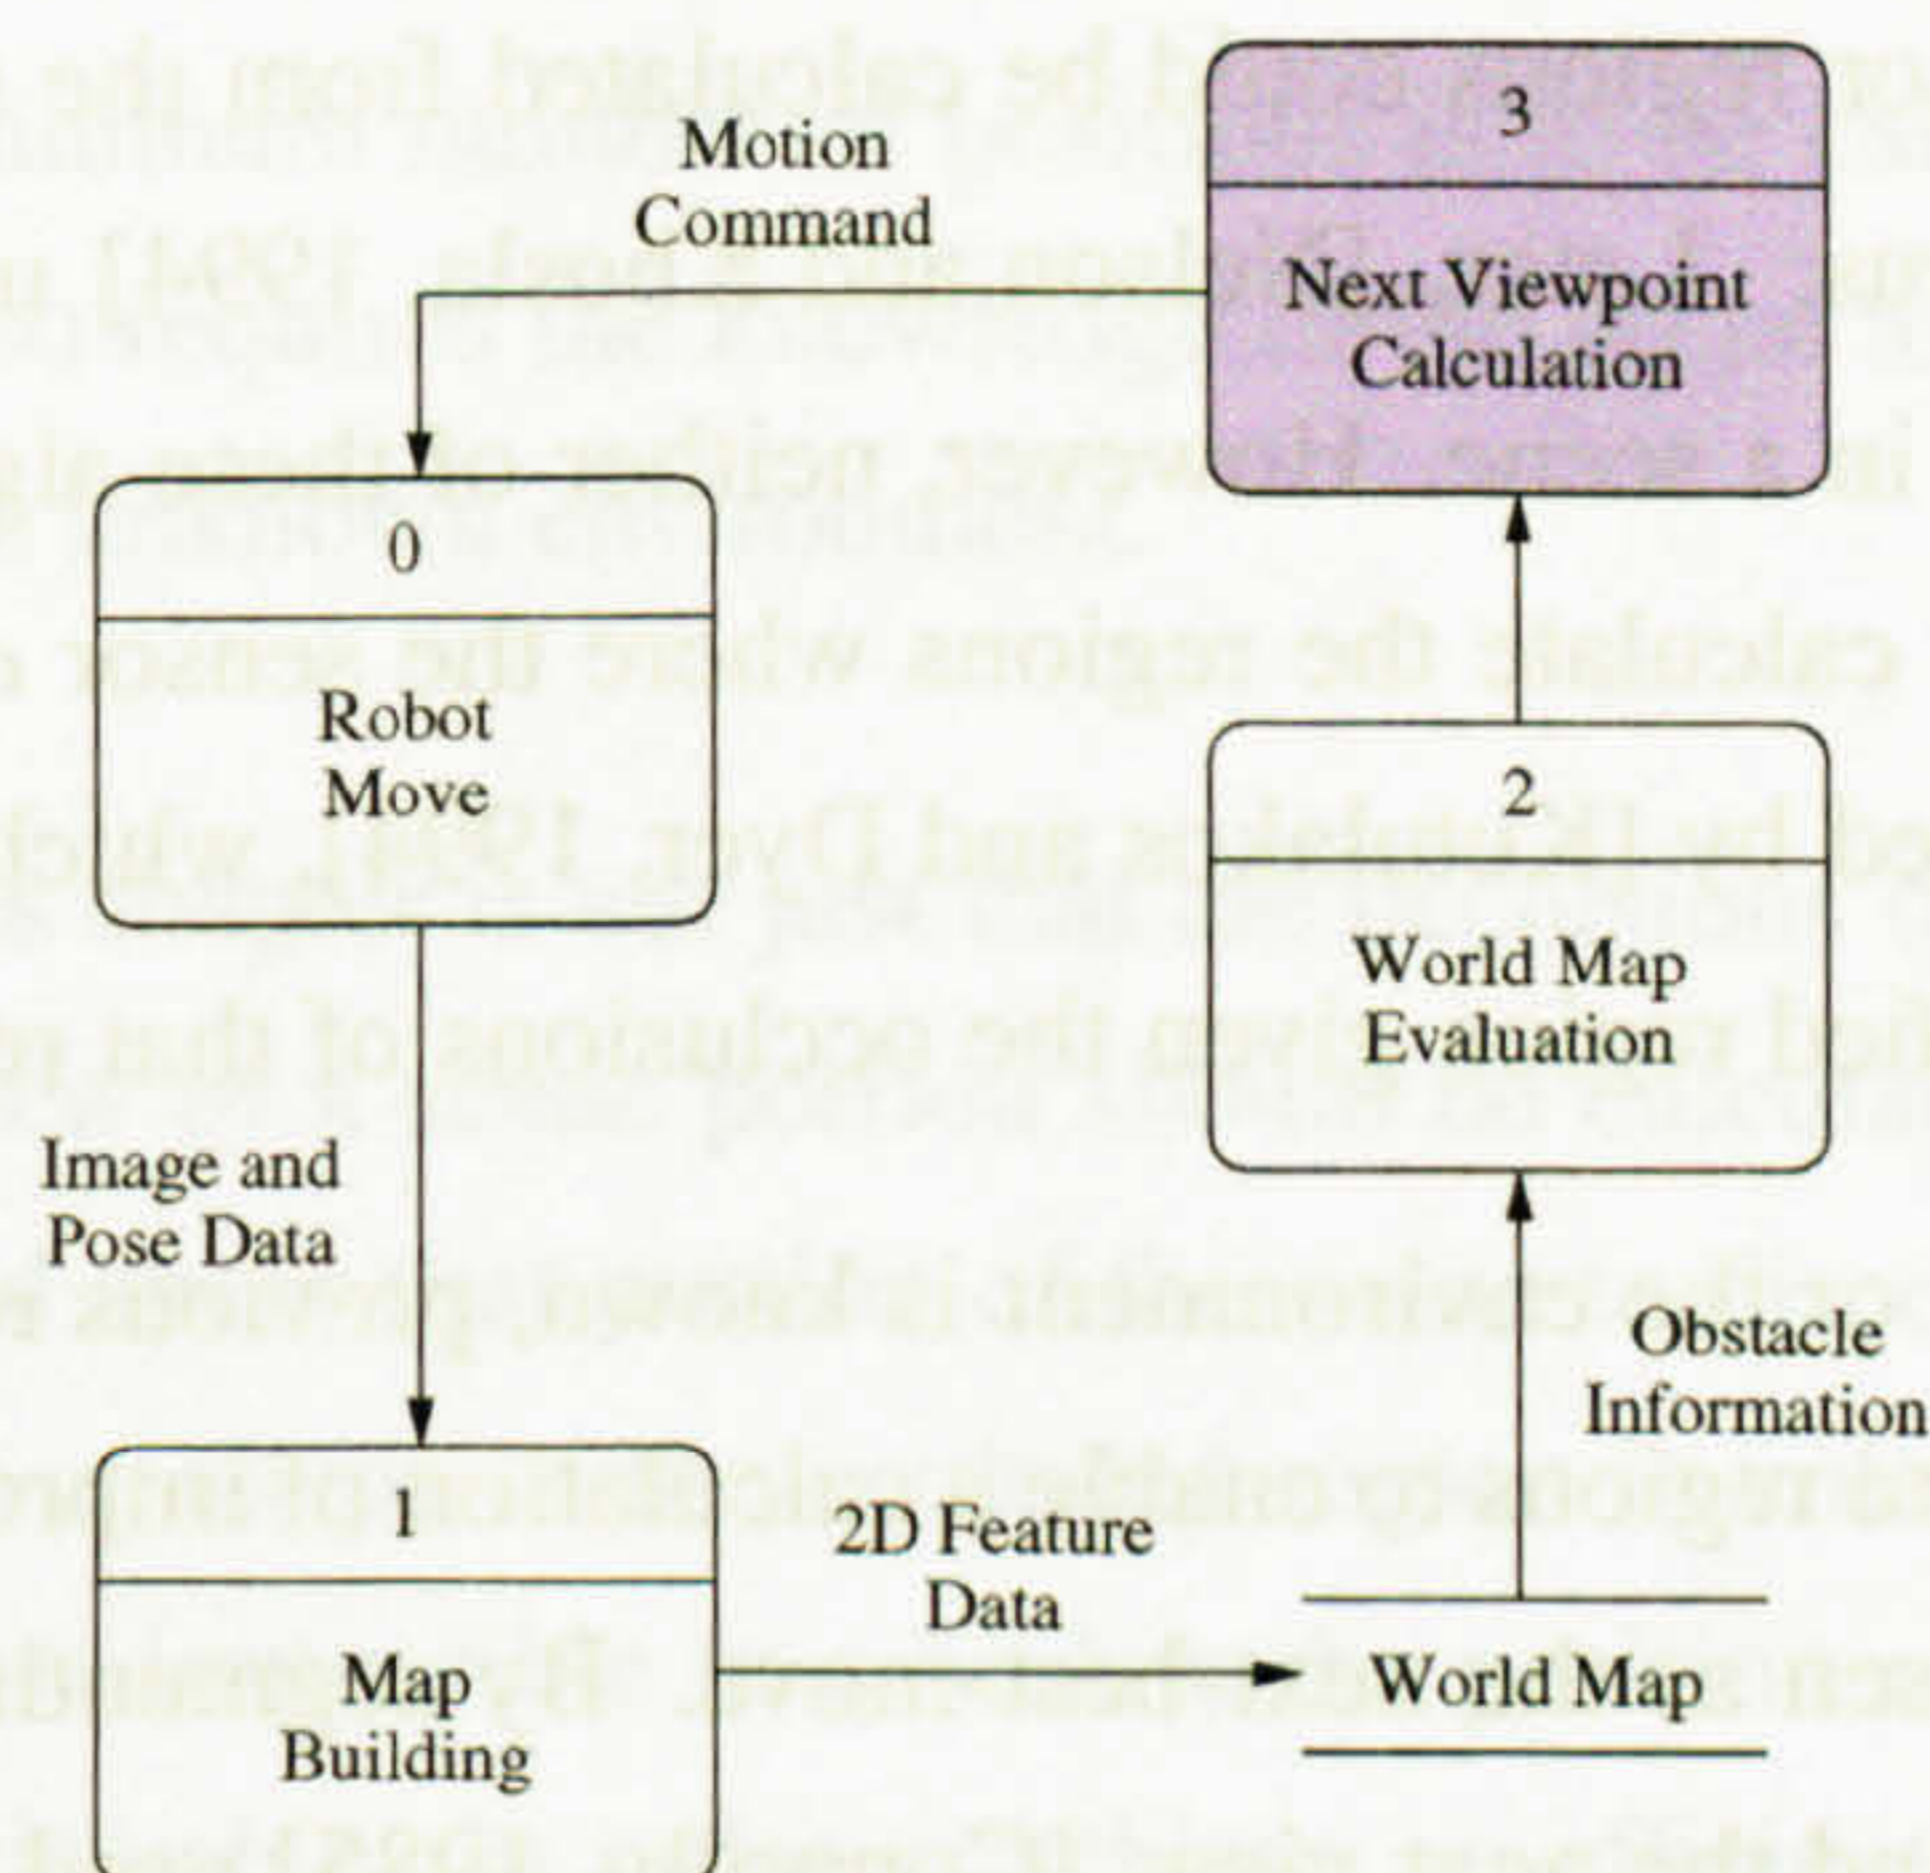 3
Next Viewpoint
Calculation
Motion
Command
0
Robot
Move
2
World Map
Evaluation
Image and
Pose Data
Obstacle
Information
1
Map
Building
2D Feature
Data
World Map